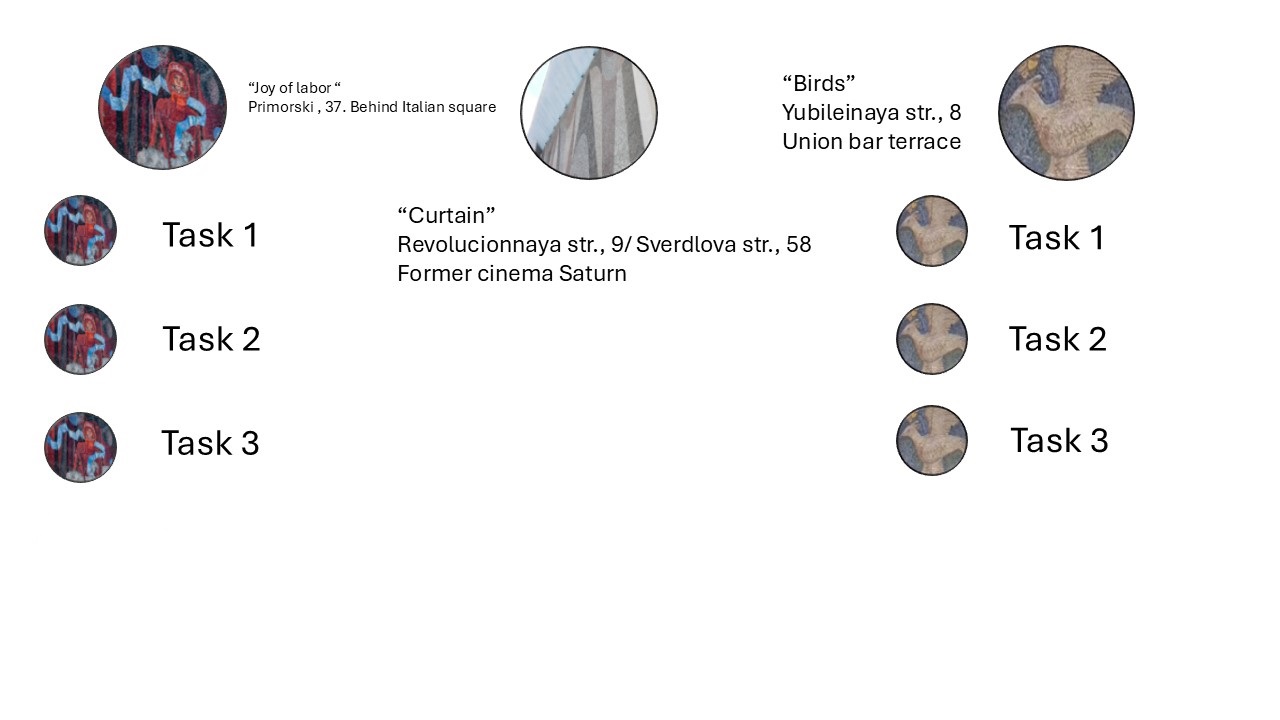 “Joy of labor “
Primorski , 37. Behind Italian square
“Birds”
Yubileinaya str., 8
Union bar terrace
“Curtain”
Revolucionnaya str., 9/ Sverdlova str., 58
Former cinema Saturn
Task 1
Task 2
Task 3
Task 1
Task 2
Task 3